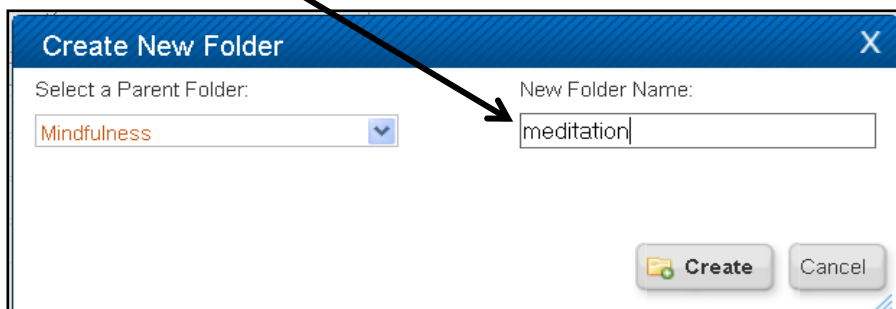 Create New Folder X
Select a Parent Folder: New Folder Name:
Mindfulness meditation
Create Cancel